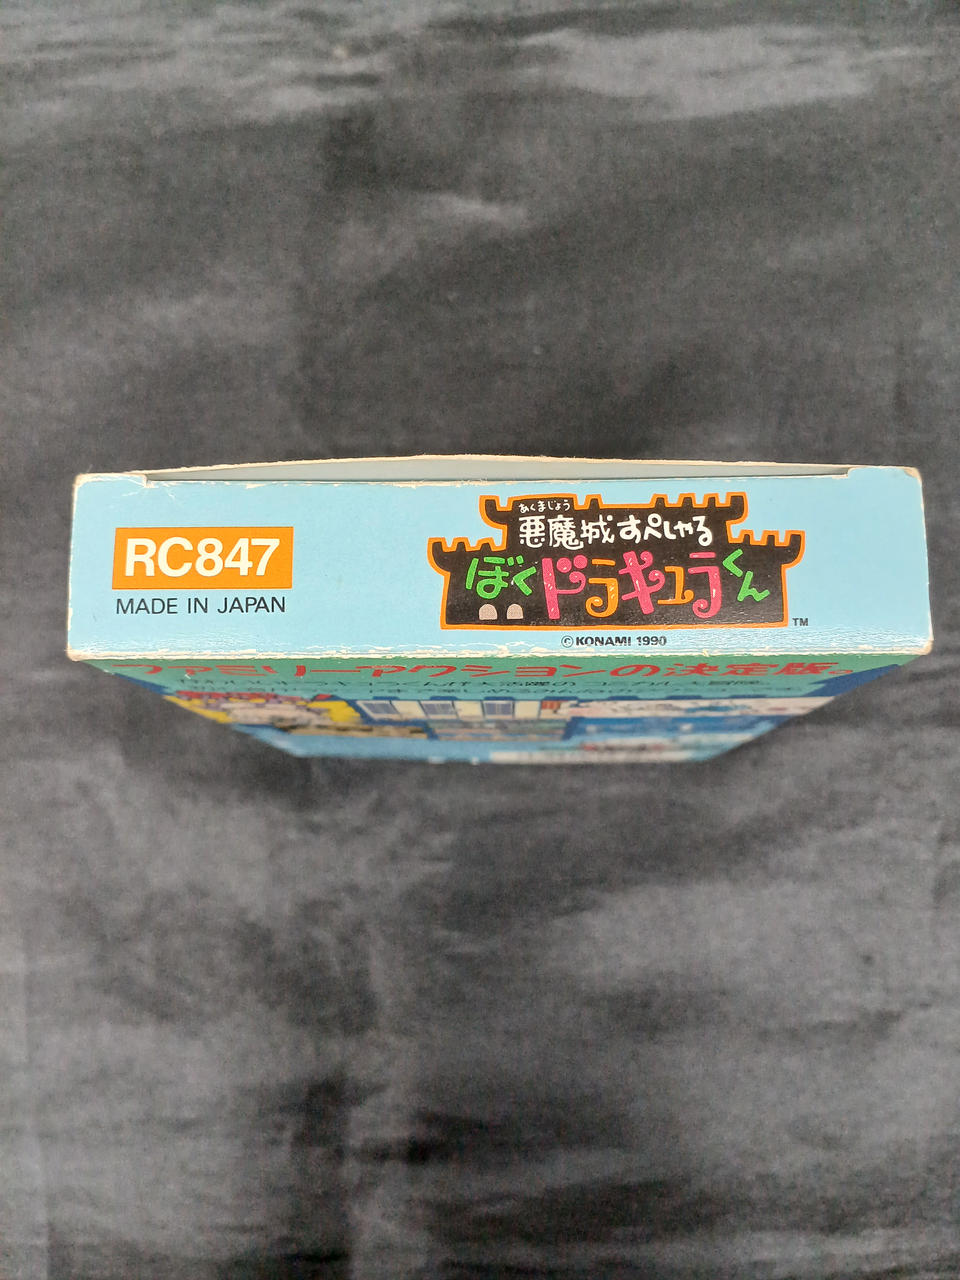 RC847
MADE IN JAPAN
あくまじょう
悪魔城すぺしゃる
ぼくドラキュラくん
TM
©KONAMI 1990
ファミリーアクションの決定版。